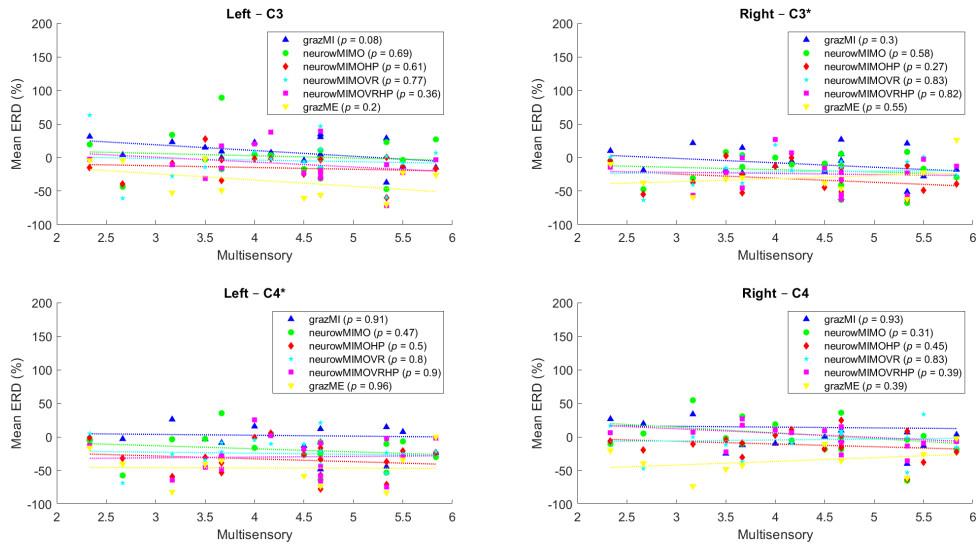 Left – C3
200
150
100
50
0
-50
-100
Mean ERD (%)
2 2.5 3 3.5 4 4.5 5 5.5 6
Multisensory
grazMI (p = 0.08)
neurowMIMO (p = 0.69)
neurowMIMOHP (p = 0.61)
neurowMIMOVR (p = 0.77)
neurowMIMOVRHP (p = 0.36)
grazME (p = 0.2)
Right – C3*
200
150
100
50
0
-50
-100
Mean ERD (%)
2 2.5 3 3.5 4 4.5 5 5.5 6
Multisensory
grazMI (p = 0.3)
neurowMIMO (p = 0.58)
neurowMIMOHP (p = 0.27)
neurowMIMOVR (p = 0.83)
neurowMIMOVRHP (p = 0.82)
grazME (p = 0.55)
Left – C4*
200
150
100
50
0
-50
-100
Mean ERD (%)
2 2.5 3 3.5 4 4.5 5 5.5 6
Multisensory
grazMI (p = 0.91)
neurowMIMO (p = 0.47)
neurowMIMOHP (p = 0.5)
neurowMIMOVR (p = 0.8)
neurowMIMOVRHP (p = 0.9)
grazME (p = 0.96)
Right – C4
200
150
100
50
0
-50
-100
Mean ERD (%)
2 2.5 3 3.5 4 4.5 5 5.5 6
Multisensory
grazMI (p = 0.93)
neurowMIMO (p = 0.31)
neurowMIMOHP (p = 0.45)
neurowMIMOVR (p = 0.83)
neurowMIMOVRHP (p = 0.39)
grazME (p = 0.39)